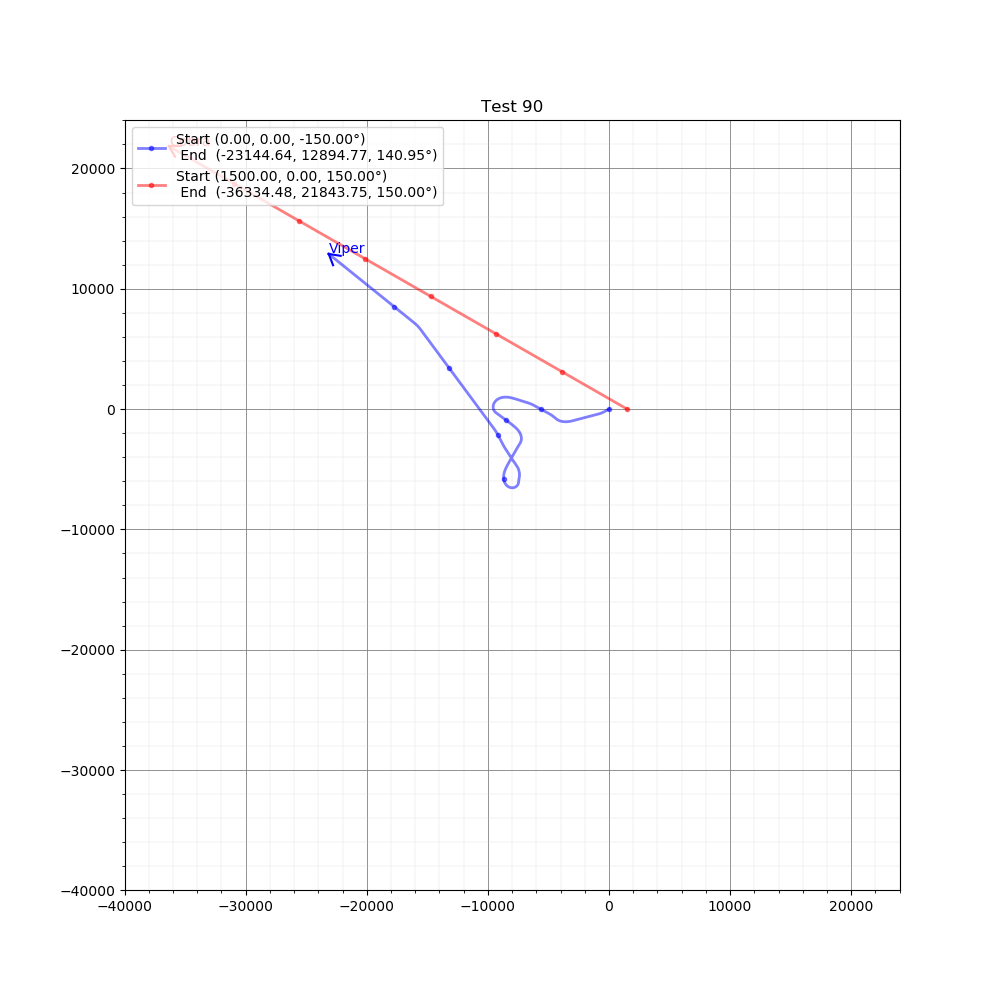 Test 90
Start (0.00, 0.00, -150.00°)
End (-23144.64, 12894.77, 140.95°)
Start (1500.00, 0.00, 150.00°)
End (-36334.48, 21843.75, 150.00°)
Viper
20000
10000
0
−10000
−20000
−30000
−40000
−40000 −30000 −20000 −10000 0 10000 20000